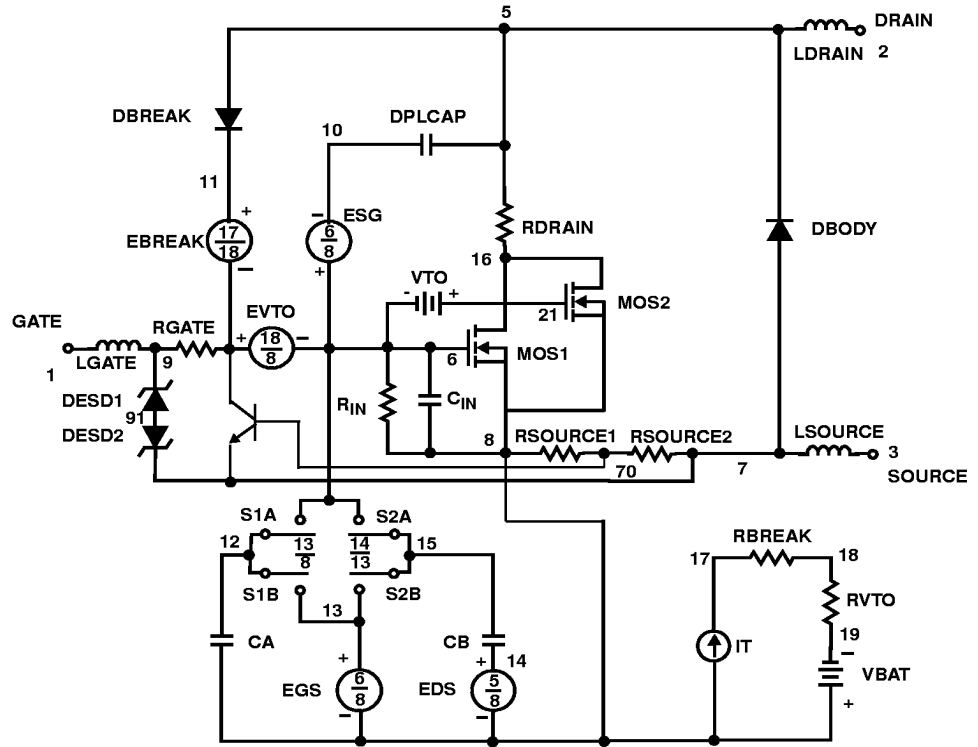 5
DRAIN
LDRAIN
2
DBREAK
DPLCAP
10
11
+
−
ESG
RDRAIN
DBODY
EBREAK
17
18
6
8
−
+
16
VTO
-
+
MOS2
21
GATE
RGATE
EVTO
+
18
8
−
MOS1
6
LGATE
9
1
DESD1
91
DESD2
RIN
CIN
8
RSOURCE1
RSOURCE2
LSOURCE
3
70
7
SOURCE
S1A
S2A
12
13
8
14
13
15
S1B
S2B
13
RBREAK
17
18
RVTO
19
CA
CB
14
IT
−
VBAT
+
+
EGS
6
8
−
+
EDS
5
8
−